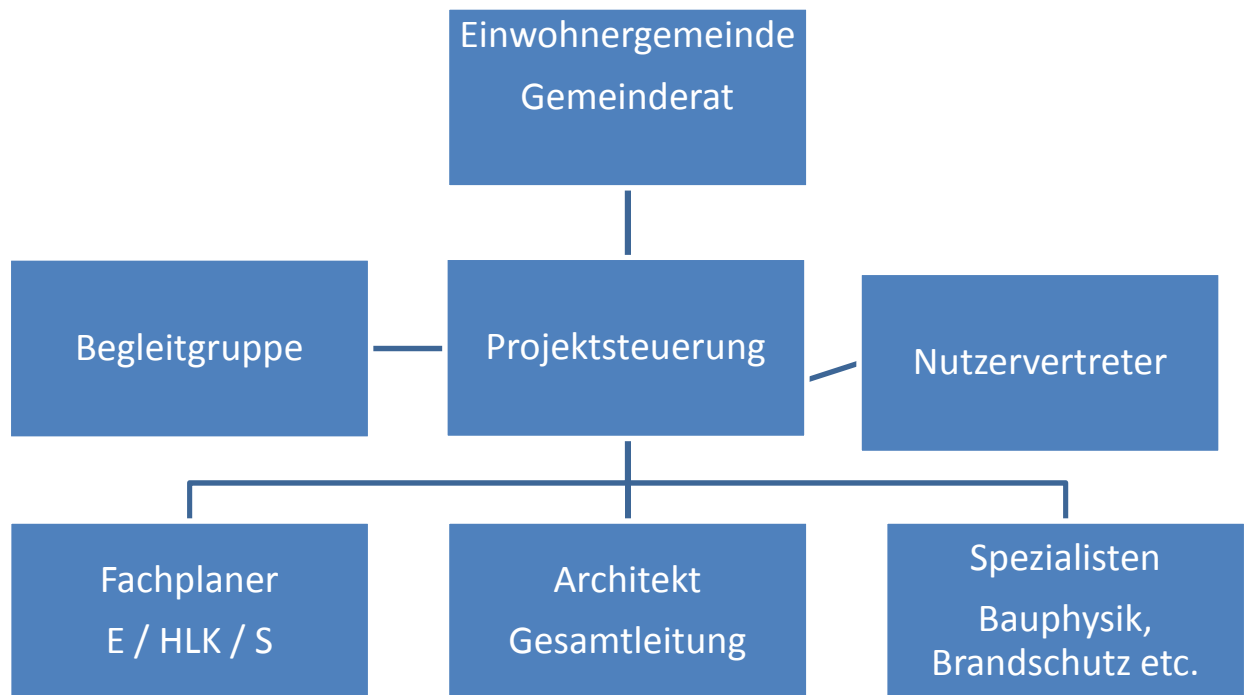 Einwohnergemeinde
Gemeinderat
Begleitgruppe
Projektsteuerung
Nutzervertreter
Fachplaner
E / HLK / S
Architekt
Gesamtleitung
Spezialisten
Bauphysik,
Brandschutz etc.